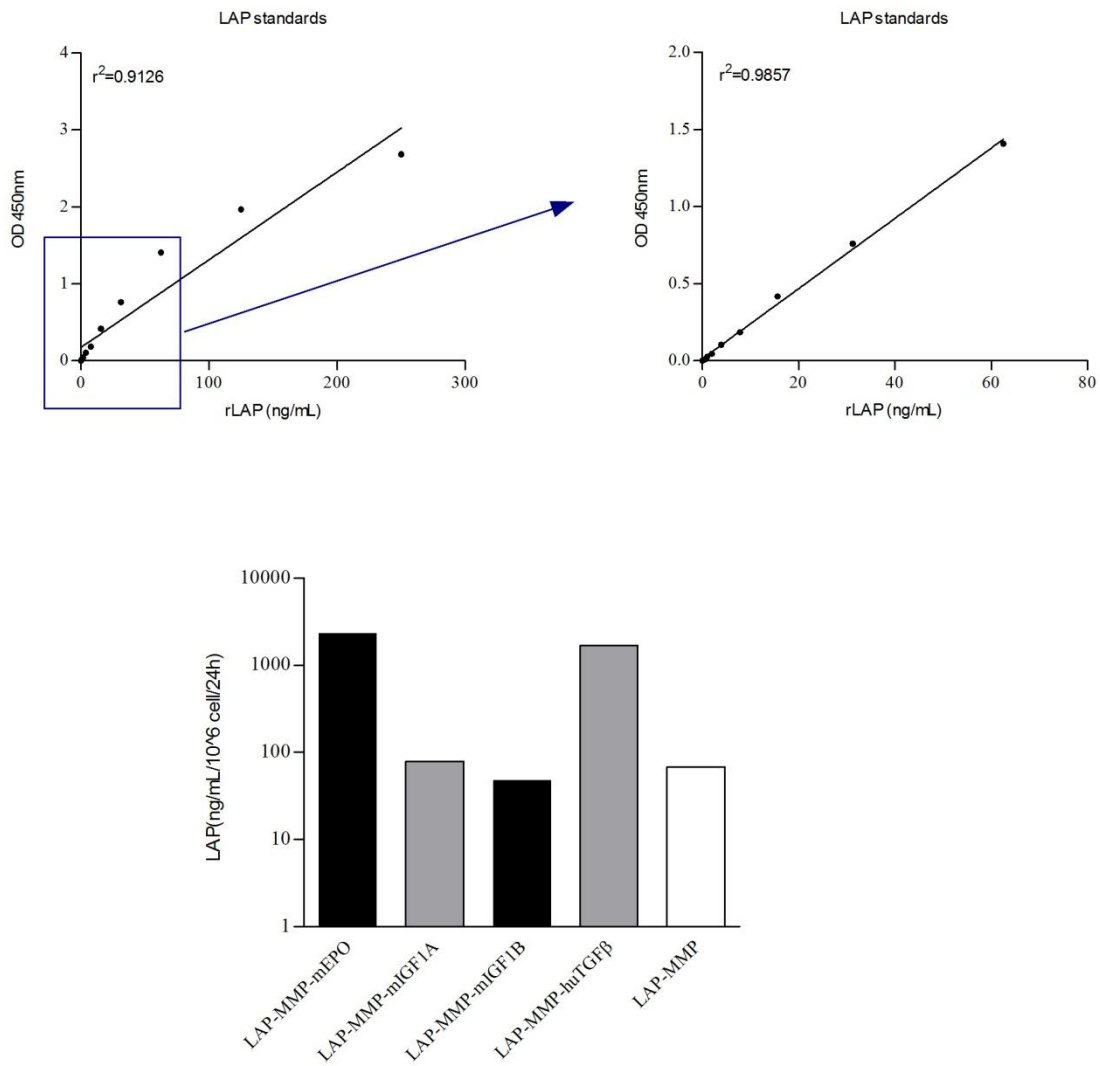 LAP standards
4
3
2
1
0
r²=0.9126
OD 450nm
0 100 200 300
rLAP (ng/mL)
LAP standards
2.0
1.5
1.0
0.5
0.0
r²=0.9857
OD 450nm
0 20 40 60 80
rLAP (ng/mL)
10000
1000
100
10
1
LAP(ng/mL/10^6 cell/24h)
LAP-MMP-mEPO
LAP-MMP-mIGF1A
LAP-MMP-mIGF1B
LAP-MMP-huTGFβ
LAP-MMP